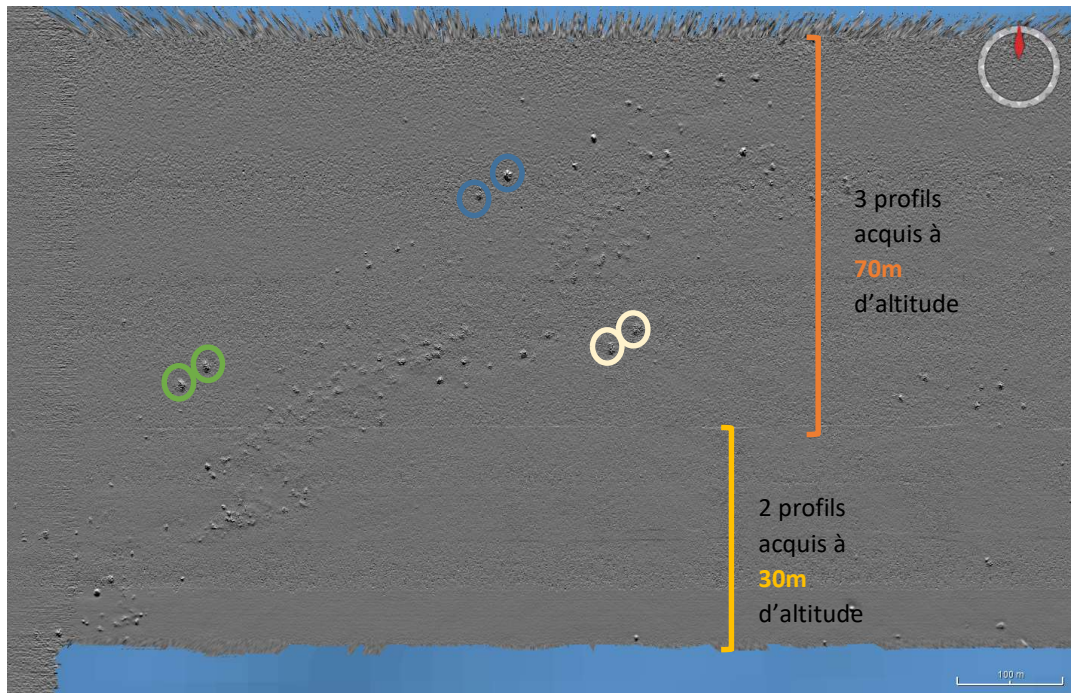 3 profils
acquis à
70m
d’altitude
2 profils
acquis à
30m
d’altitude
100 m